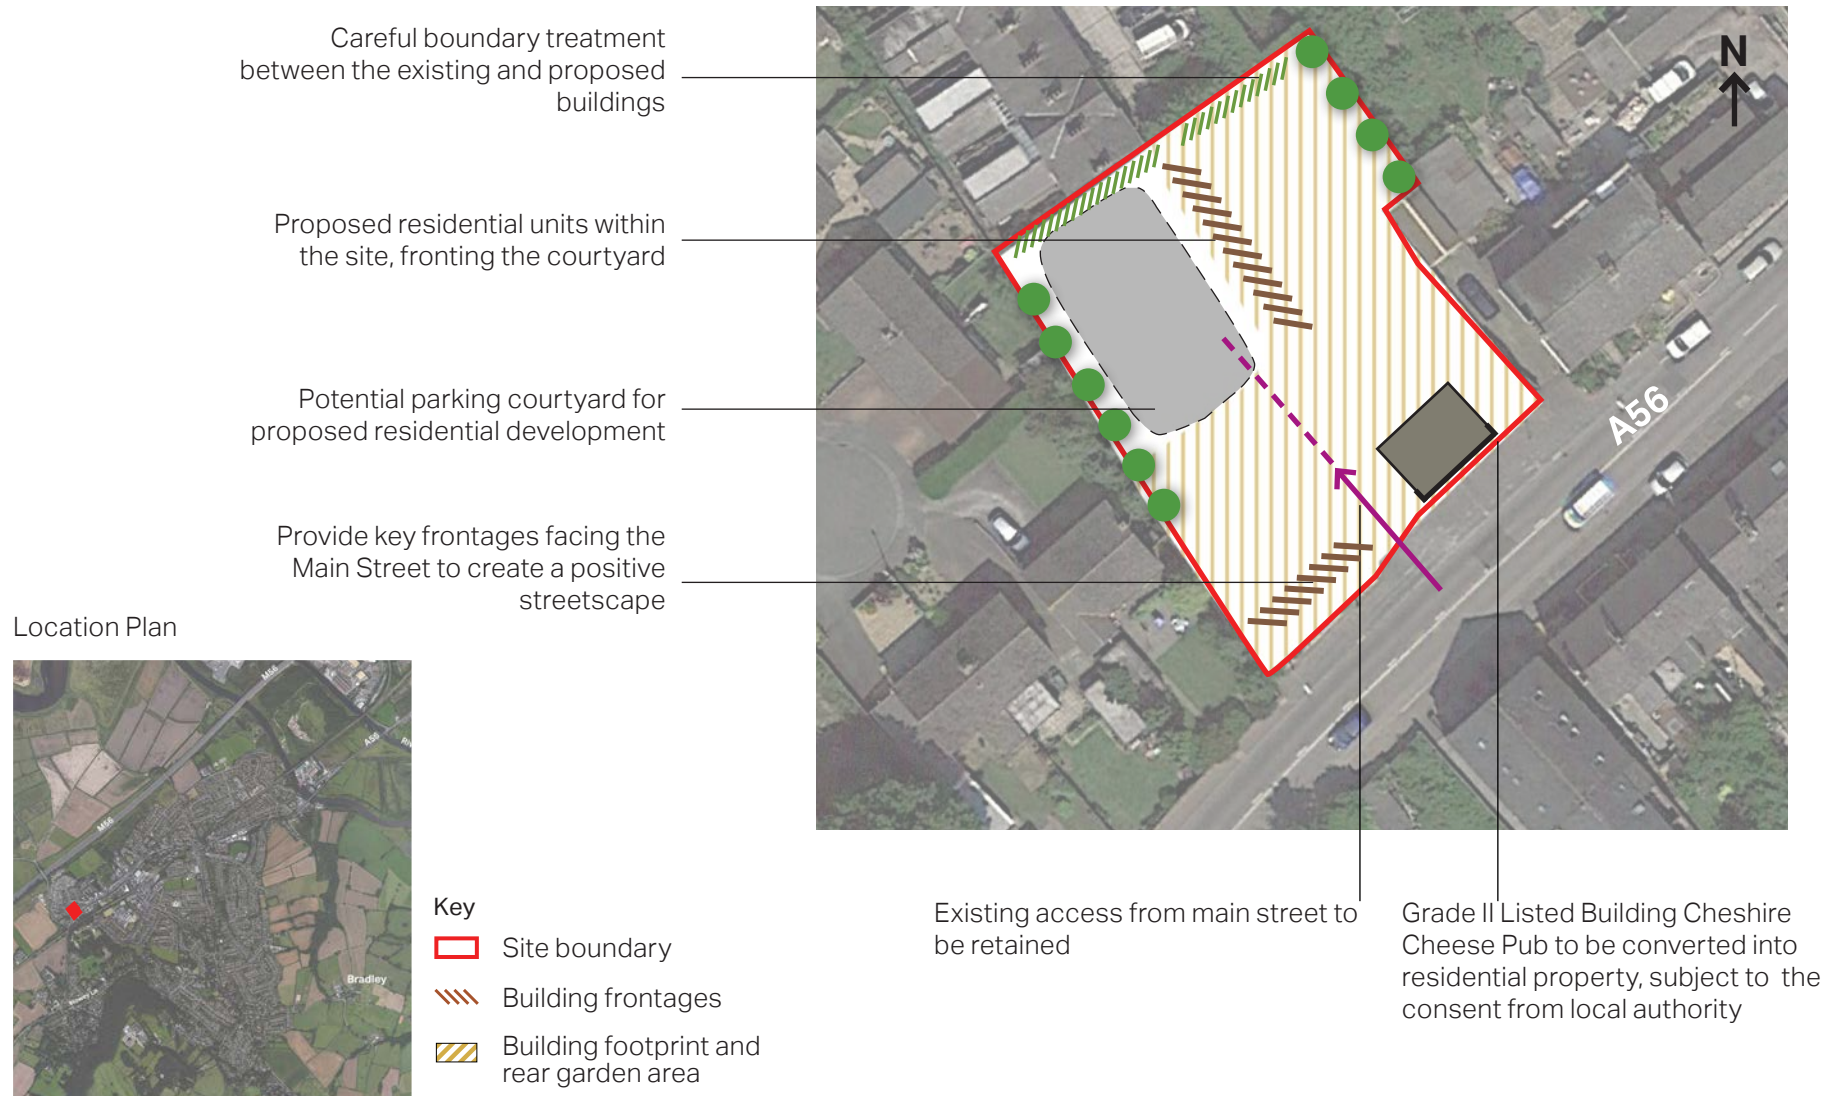 Careful boundary treatment
between the existing and proposed
buildings
Proposed residential units within
the site, fronting the courtyard
Potential parking courtyard for
proposed residential development
Provide key frontages facing the
Main Street to create a positive
streetscape
N
A56
Existing access from main street to
be retained
Grade II Listed Building Cheshire
Cheese Pub to be converted into
residential property, subject to the
consent from local authority
Location Plan
M56
A56
M56
Bradley
Key
Site boundary
Building frontages
Building footprint and
rear garden area